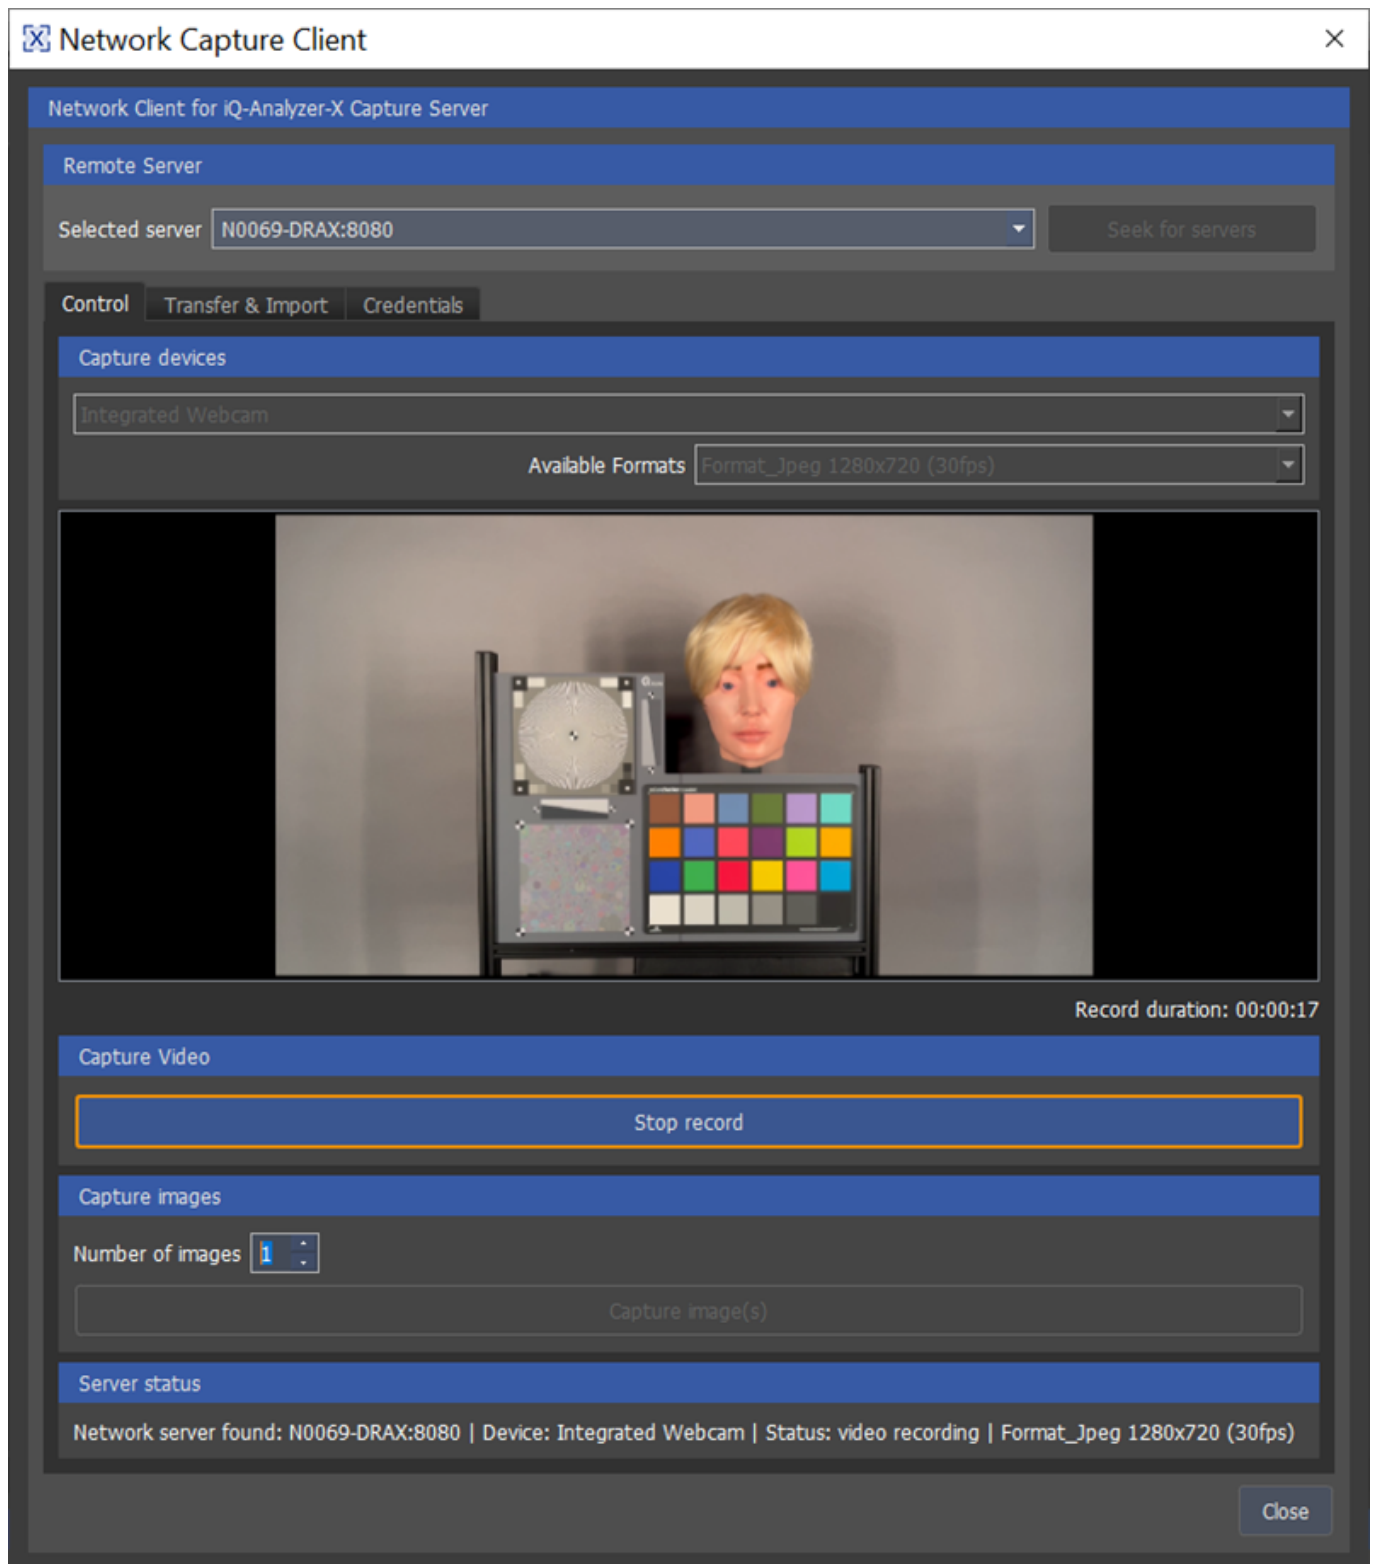 Network Capture Client
Network Client for iQ-Analyzer-X Capture Server
Remote Server
Selected server N0069-DRAX:8080 Seek for servers
Control Transfer & Import Credentials
Capture devices
Integrated Webcam
Available Formats Format_Jpeg 1280x720 (30fps)
Record duration: 00:00:17
Capture Video
Stop record
Capture images
Number of images 1
Capture image(s)
Server status
Network server found: N0069-DRAX:8080 | Device: Integrated Webcam | Status: video recording | Format_Jpeg 1280x720 (30fps)
Close